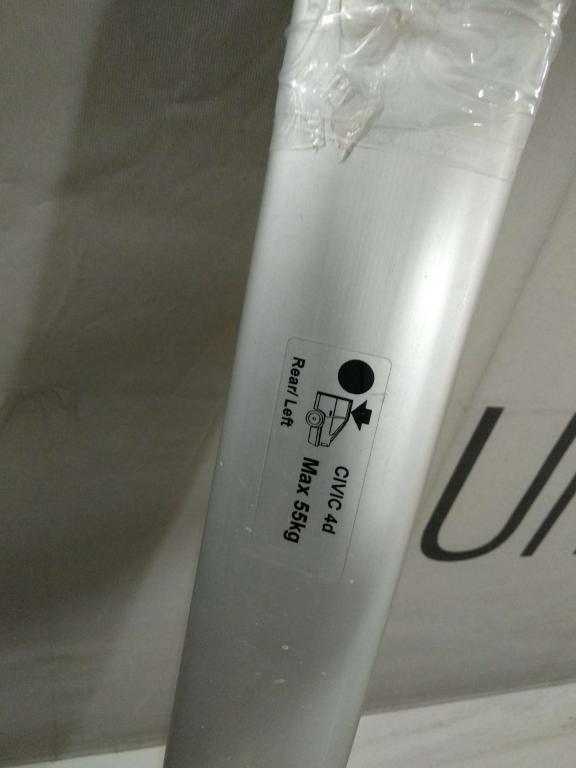 CIVIC 4d
Rear/ Left
Max 55kg